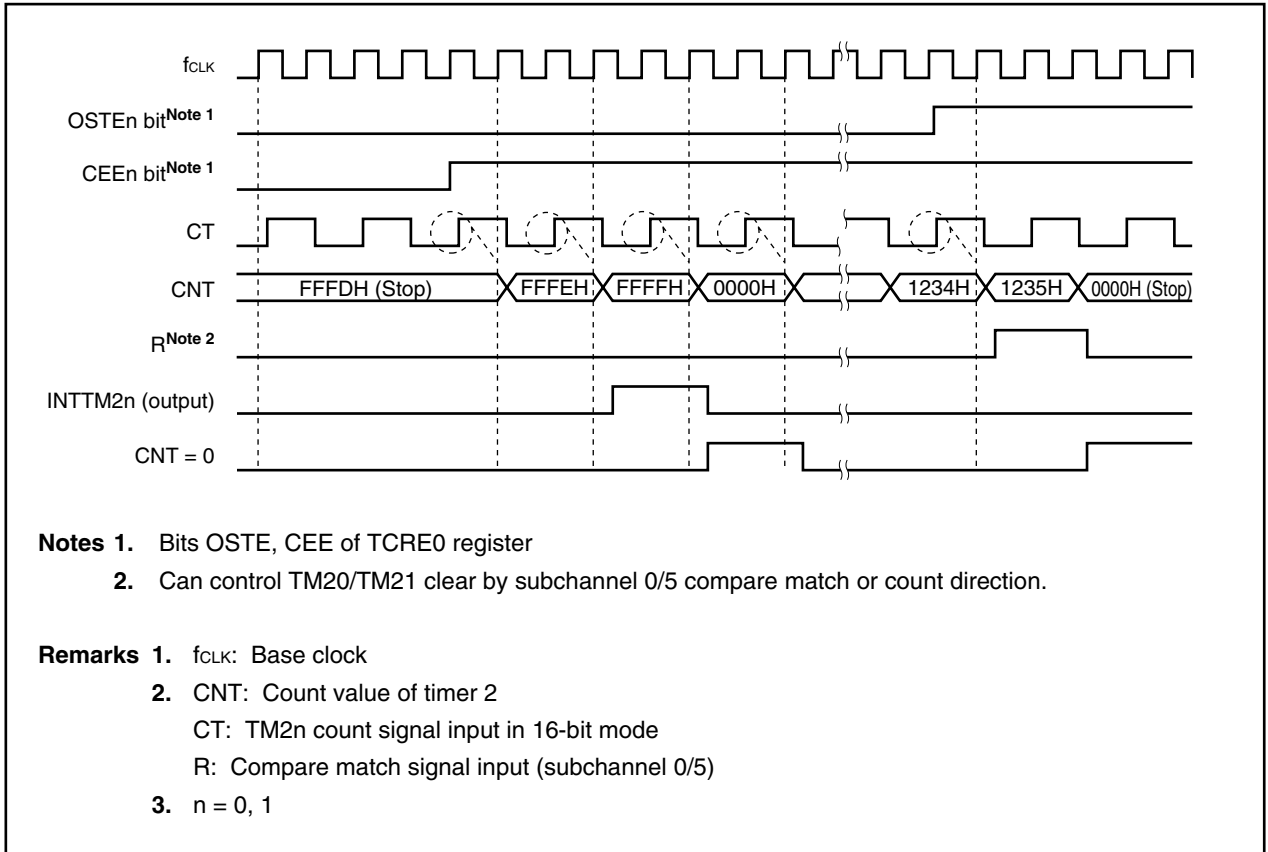 fCLK
OSTEn bitNote 1
CEEn bitNote 1
CT
CNT FFFDH (Stop) FFFEH FFFFH 0000H 1234H 1235H 0000H (Stop)
RNote 2
INTTM2n (output)
CNT = 0
Notes 1. Bits OSTE, CEE of TCRE0 register
2. Can control TM20/TM21 clear by subchannel 0/5 compare match or count direction.
Remarks 1. fCLK: Base clock
2. CNT: Count value of timer 2
CT: TM2n count signal input in 16-bit mode
R: Compare match signal input (subchannel 0/5)
3. n = 0, 1